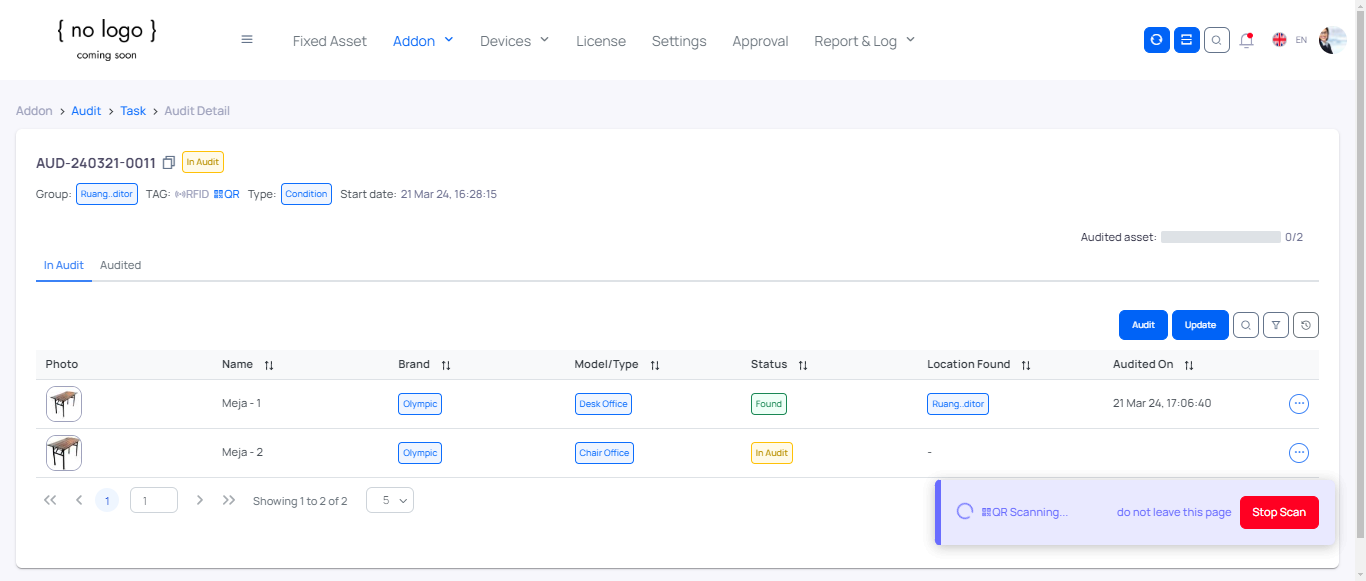 { no logo }
coming soon
Fixed Asset Addon Devices License Settings Approval Report & Log EN
Addon > Audit > Task > Audit Detail
AUD-240321-0011 In Audit
Group: Ruang..ditor TAG: RFID QR Type: Condition Start date: 21 Mar 24, 16:28:15
Audited asset: 0/2
In Audit Audited
Audit Update
Photo Name Brand Model/Type Status Location Found Audited On
Meja - 1 Olympic Desk Office Found Ruang..ditor 21 Mar 24, 17:06:40
Meja - 2 Olympic Chair Office In Audit -
1 1 Showing 1 to 2 of 2 5
QR Scanning... do not leave this page Stop Scan